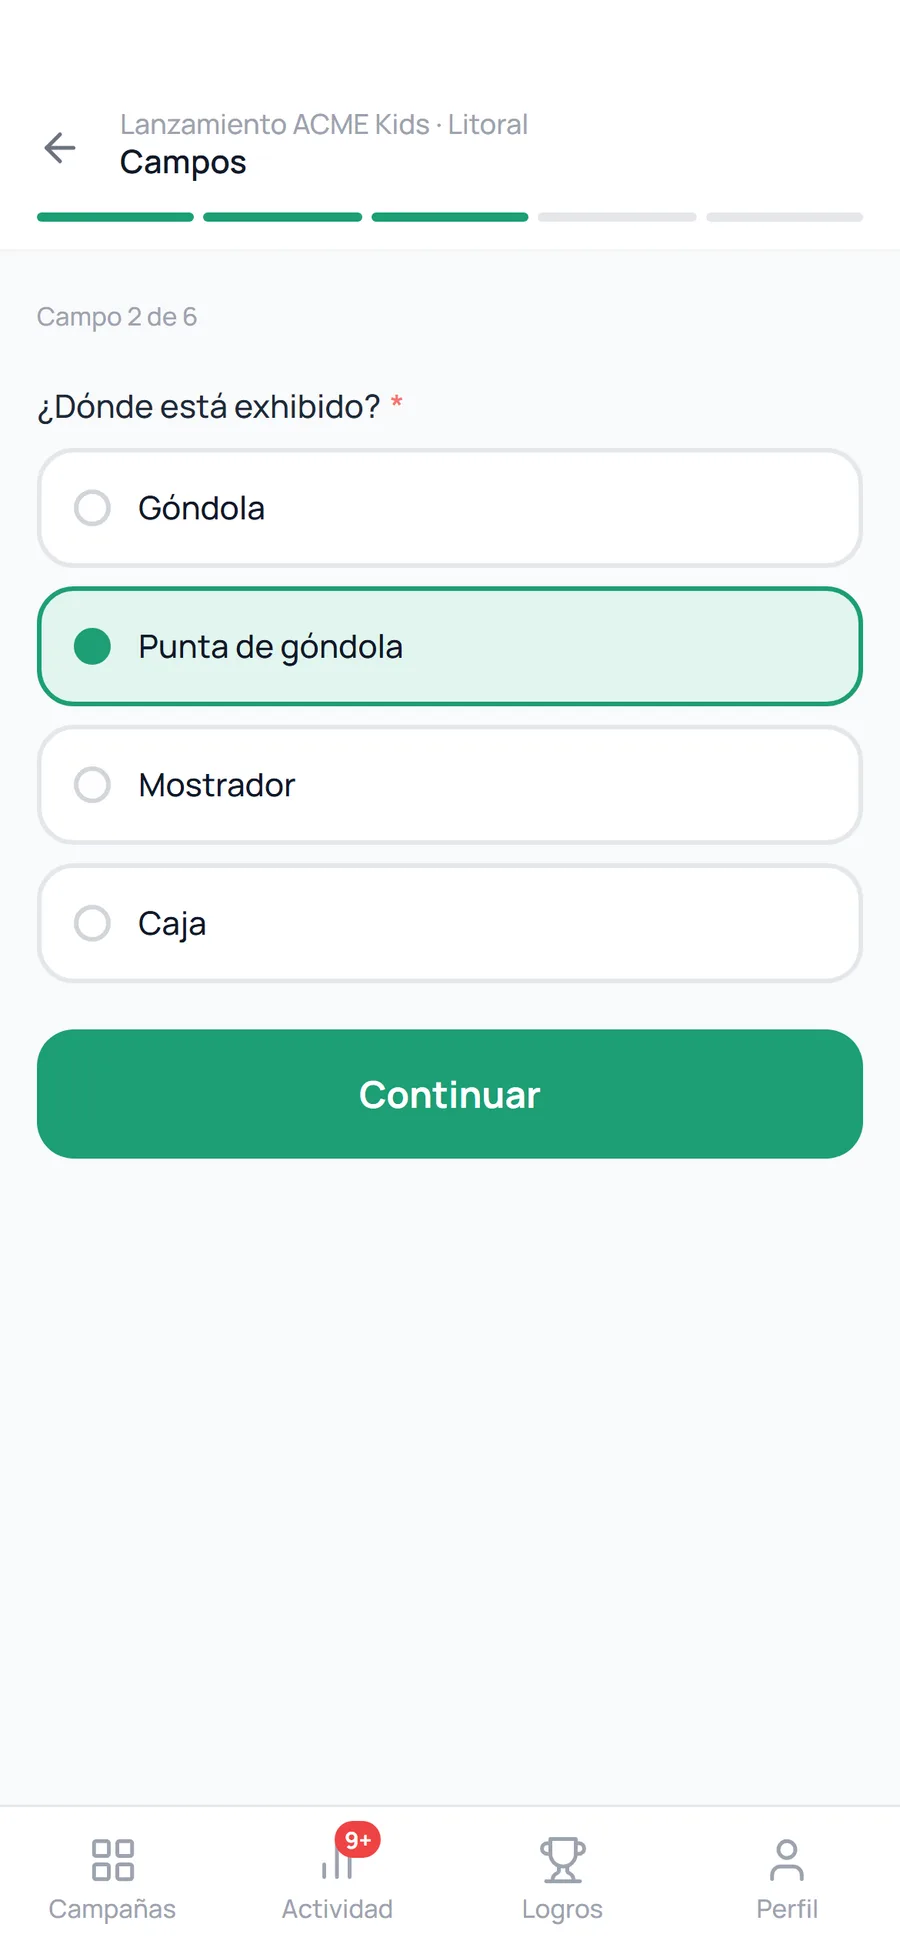 Lanzamiento ACME Kids · Litoral
Campos
Campo 2 de 6
¿Dónde está exhibido? *
Góndola
Punta de góndola
Mostrador
Caja
Continuar
9+
Campañas
Actividad
Logros
Perfil